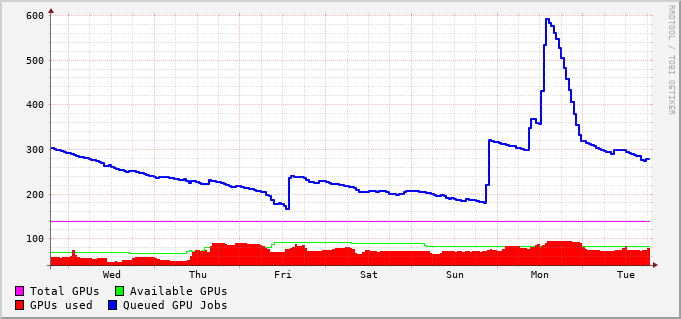 600
500
400
300
200
100
Wed Thu Fri Sat Sun Mon Tue
Total GPUs Available GPUs
GPUs used Queued GPU Jobs
RRDTOOL / TOBI OETIKER